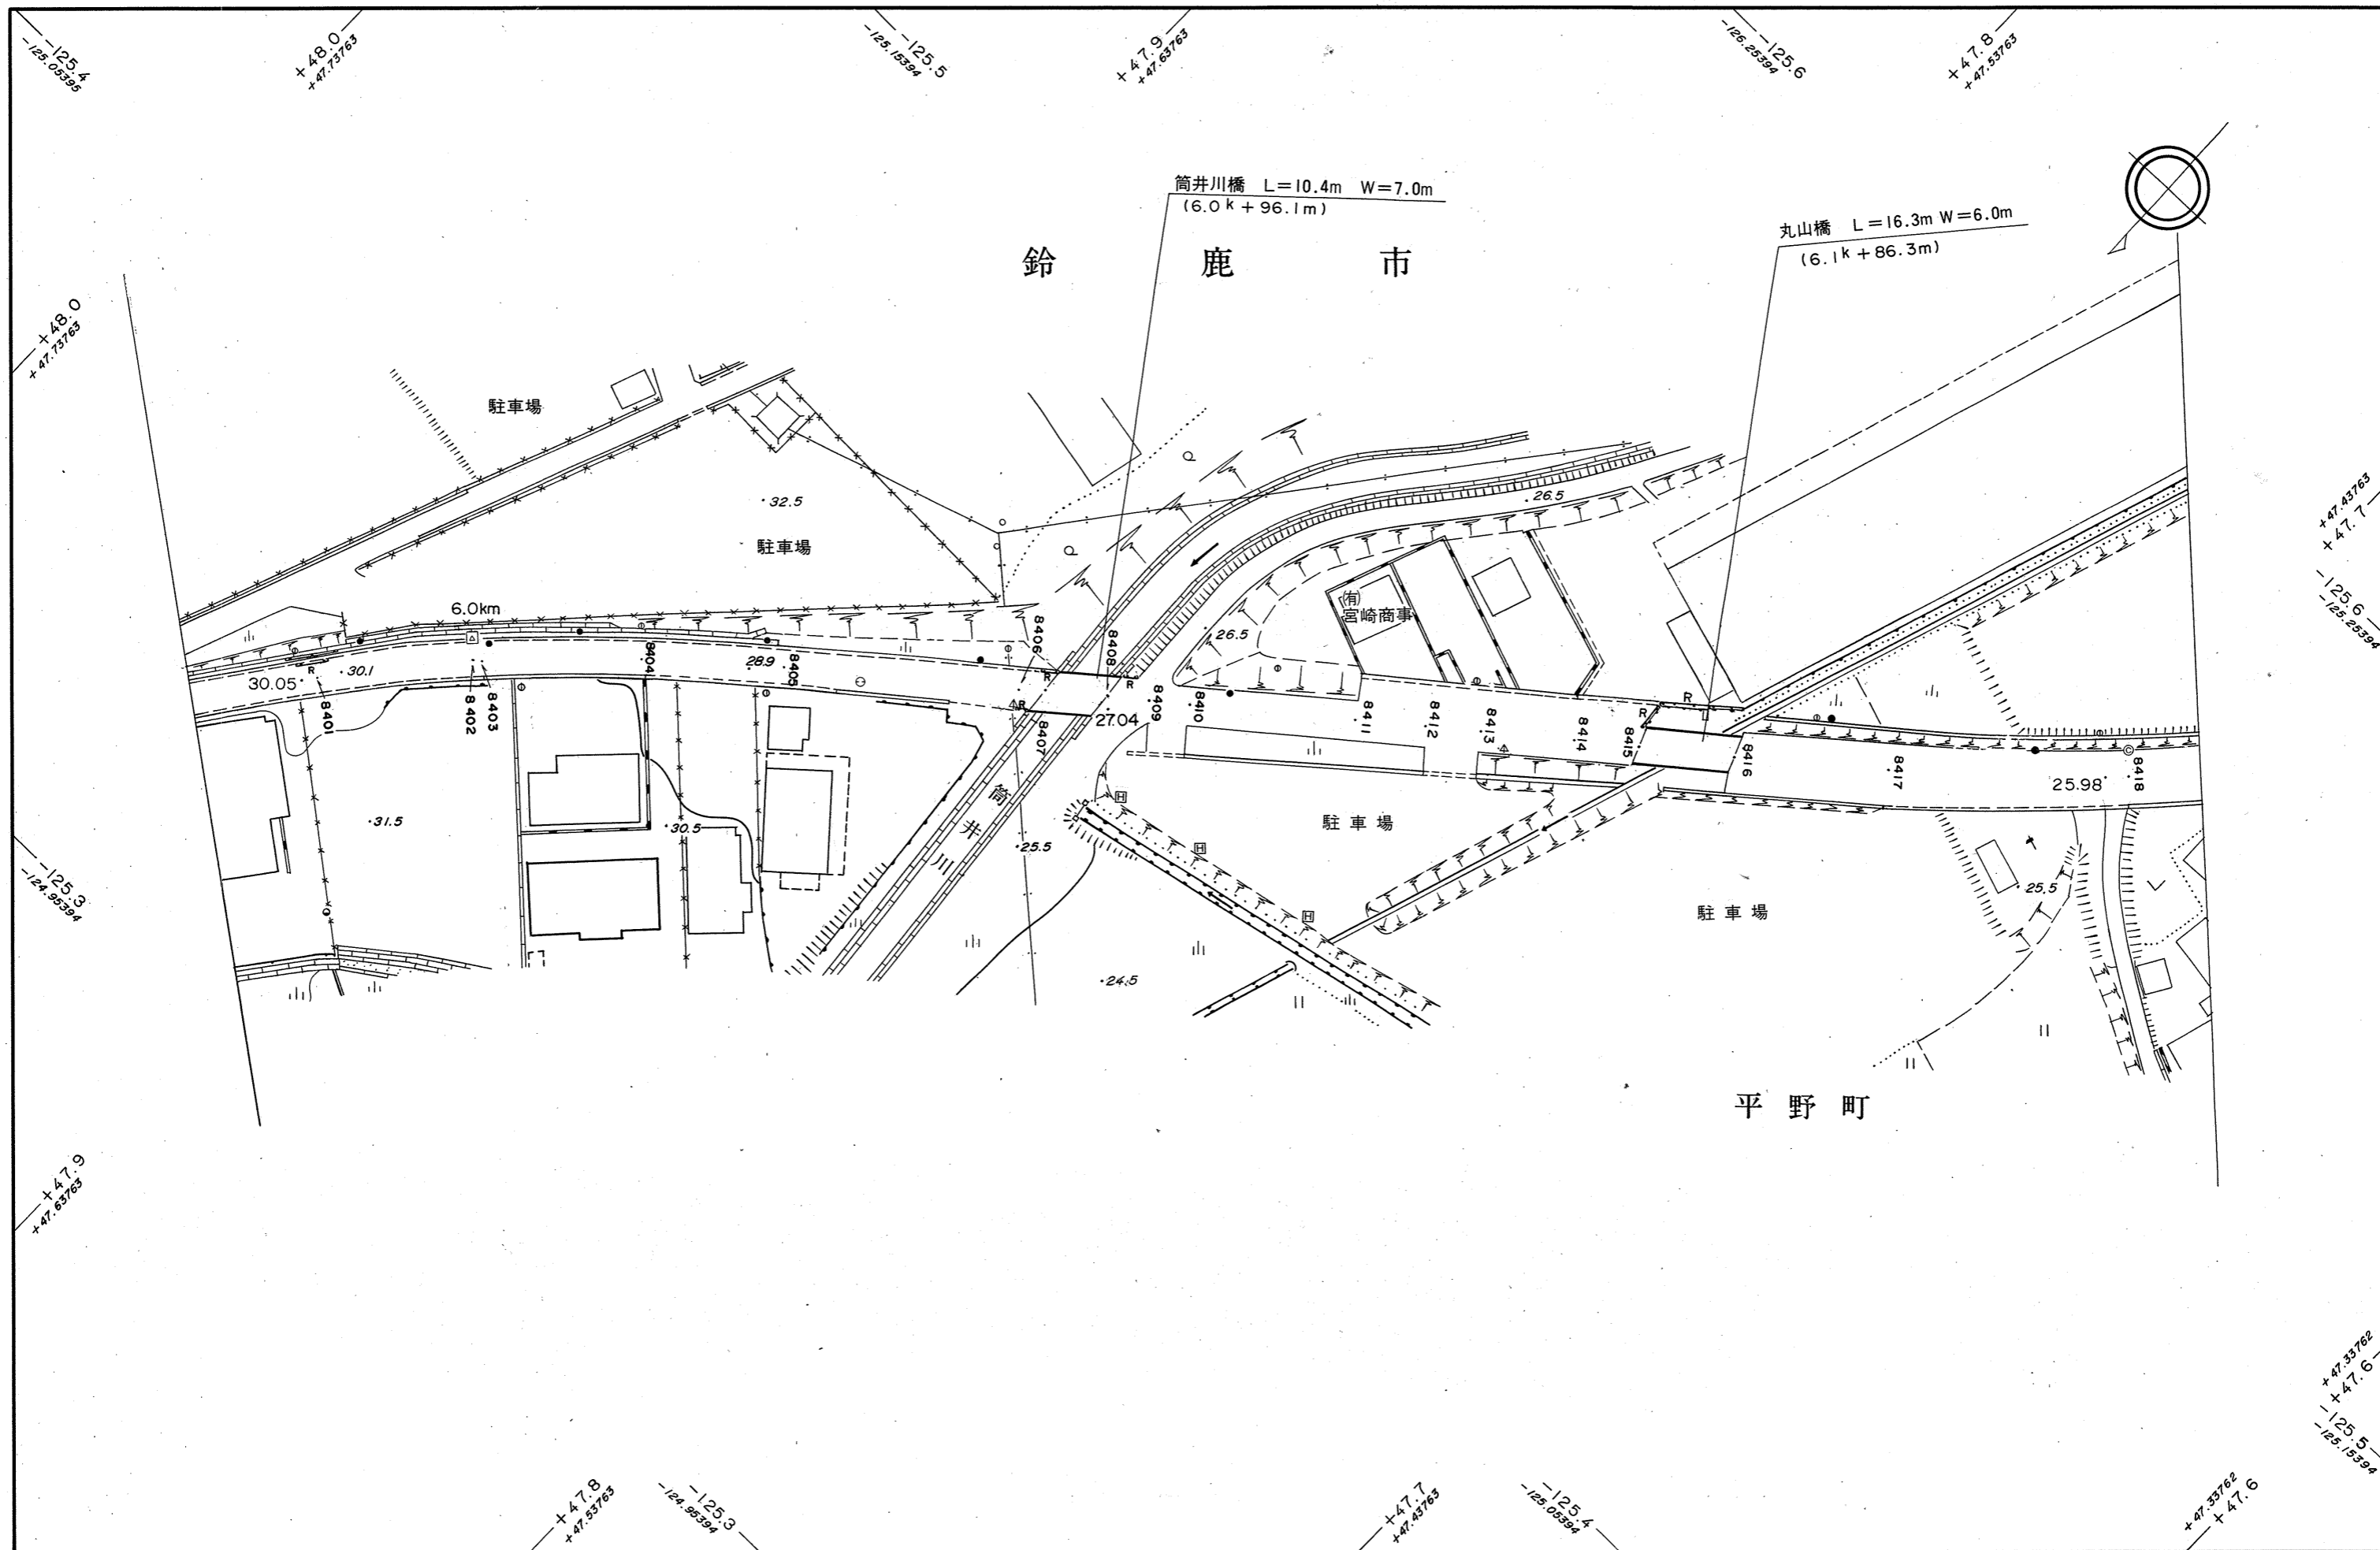 -125.4
-125.05395
+48.0
+47.73763
-125.5
-125.15394
+47.9
+47.63763
-125.6
-126.25394
+47.8
+47.53763
筒井川橋 L=10.4m W=7.0m
(6.0k+96.1m)
丸山橋 L=16.3m W=6.0m
(6.1k+86.3m)
鈴鹿市
+48.0
+47.73763
駐車場
32.5
駐車場
26.5
+47.43763
+47.7
-125.6
-125.25394
6.0km
㈲
宮崎商事
26.5
30.05
30.1
28.9
27.04
R
R
R
R
R
R
8401
8402
8403
8404
8405
8406
8407
8408
8409
8410
8411
8412
8413
8414
8415
8416
8417
8418
25.98
31.5
30.5
筒井川
25.5
H
H
H
駐車場
駐車場
25.5
24.5
C
-125.3
-124.95394
平野町
+47.9
+47.63763
+47.33762
+47.6
-125.5
-125.15394
+47.8
+47.53763
-125.3
-124.95394
+47.7
+47.43763
-125.4
-125.05394
+47.33762
+47.6